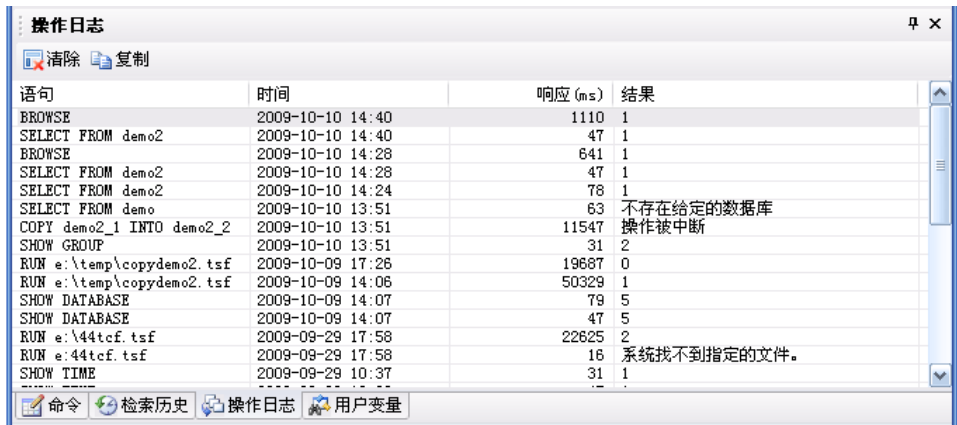 操作日志
清除 复制
语句 时间 响应(ms) 结果
BROWSE 2009-10-10 14:40 1110 1
SELECT FROM demo2 2009-10-10 14:40 47 1
BROWSE 2009-10-10 14:28 641 1
SELECT FROM demo2 2009-10-10 14:28 47 1
SELECT FROM demo2 2009-10-10 14:24 78 1
SELECT FROM demo 2009-10-10 13:51 63 不存在给定的数据库
COPY demo2_1 INTO demo2_2 2009-10-10 13:51 11547 操作被中断
SHOW GROUP 2009-10-10 13:51 31 2
RUN e:\temp\copydemo2.tsf 2009-10-09 17:26 19687 0
RUN e:\temp\copydemo2.tsf 2009-10-09 14:06 50329 1
SHOW DATABASE 2009-10-09 14:07 79 5
SHOW DATABASE 2009-10-09 14:07 47 5
RUN e:\44tcf.tsf 2009-09-29 17:58 22625 2
RUN e:44tcf.tsf 2009-09-29 17:58 16 系统找不到指定的文件。
SHOW TIME 2009-09-29 10:37 31 1
命令 检索历史 操作日志 用户变量